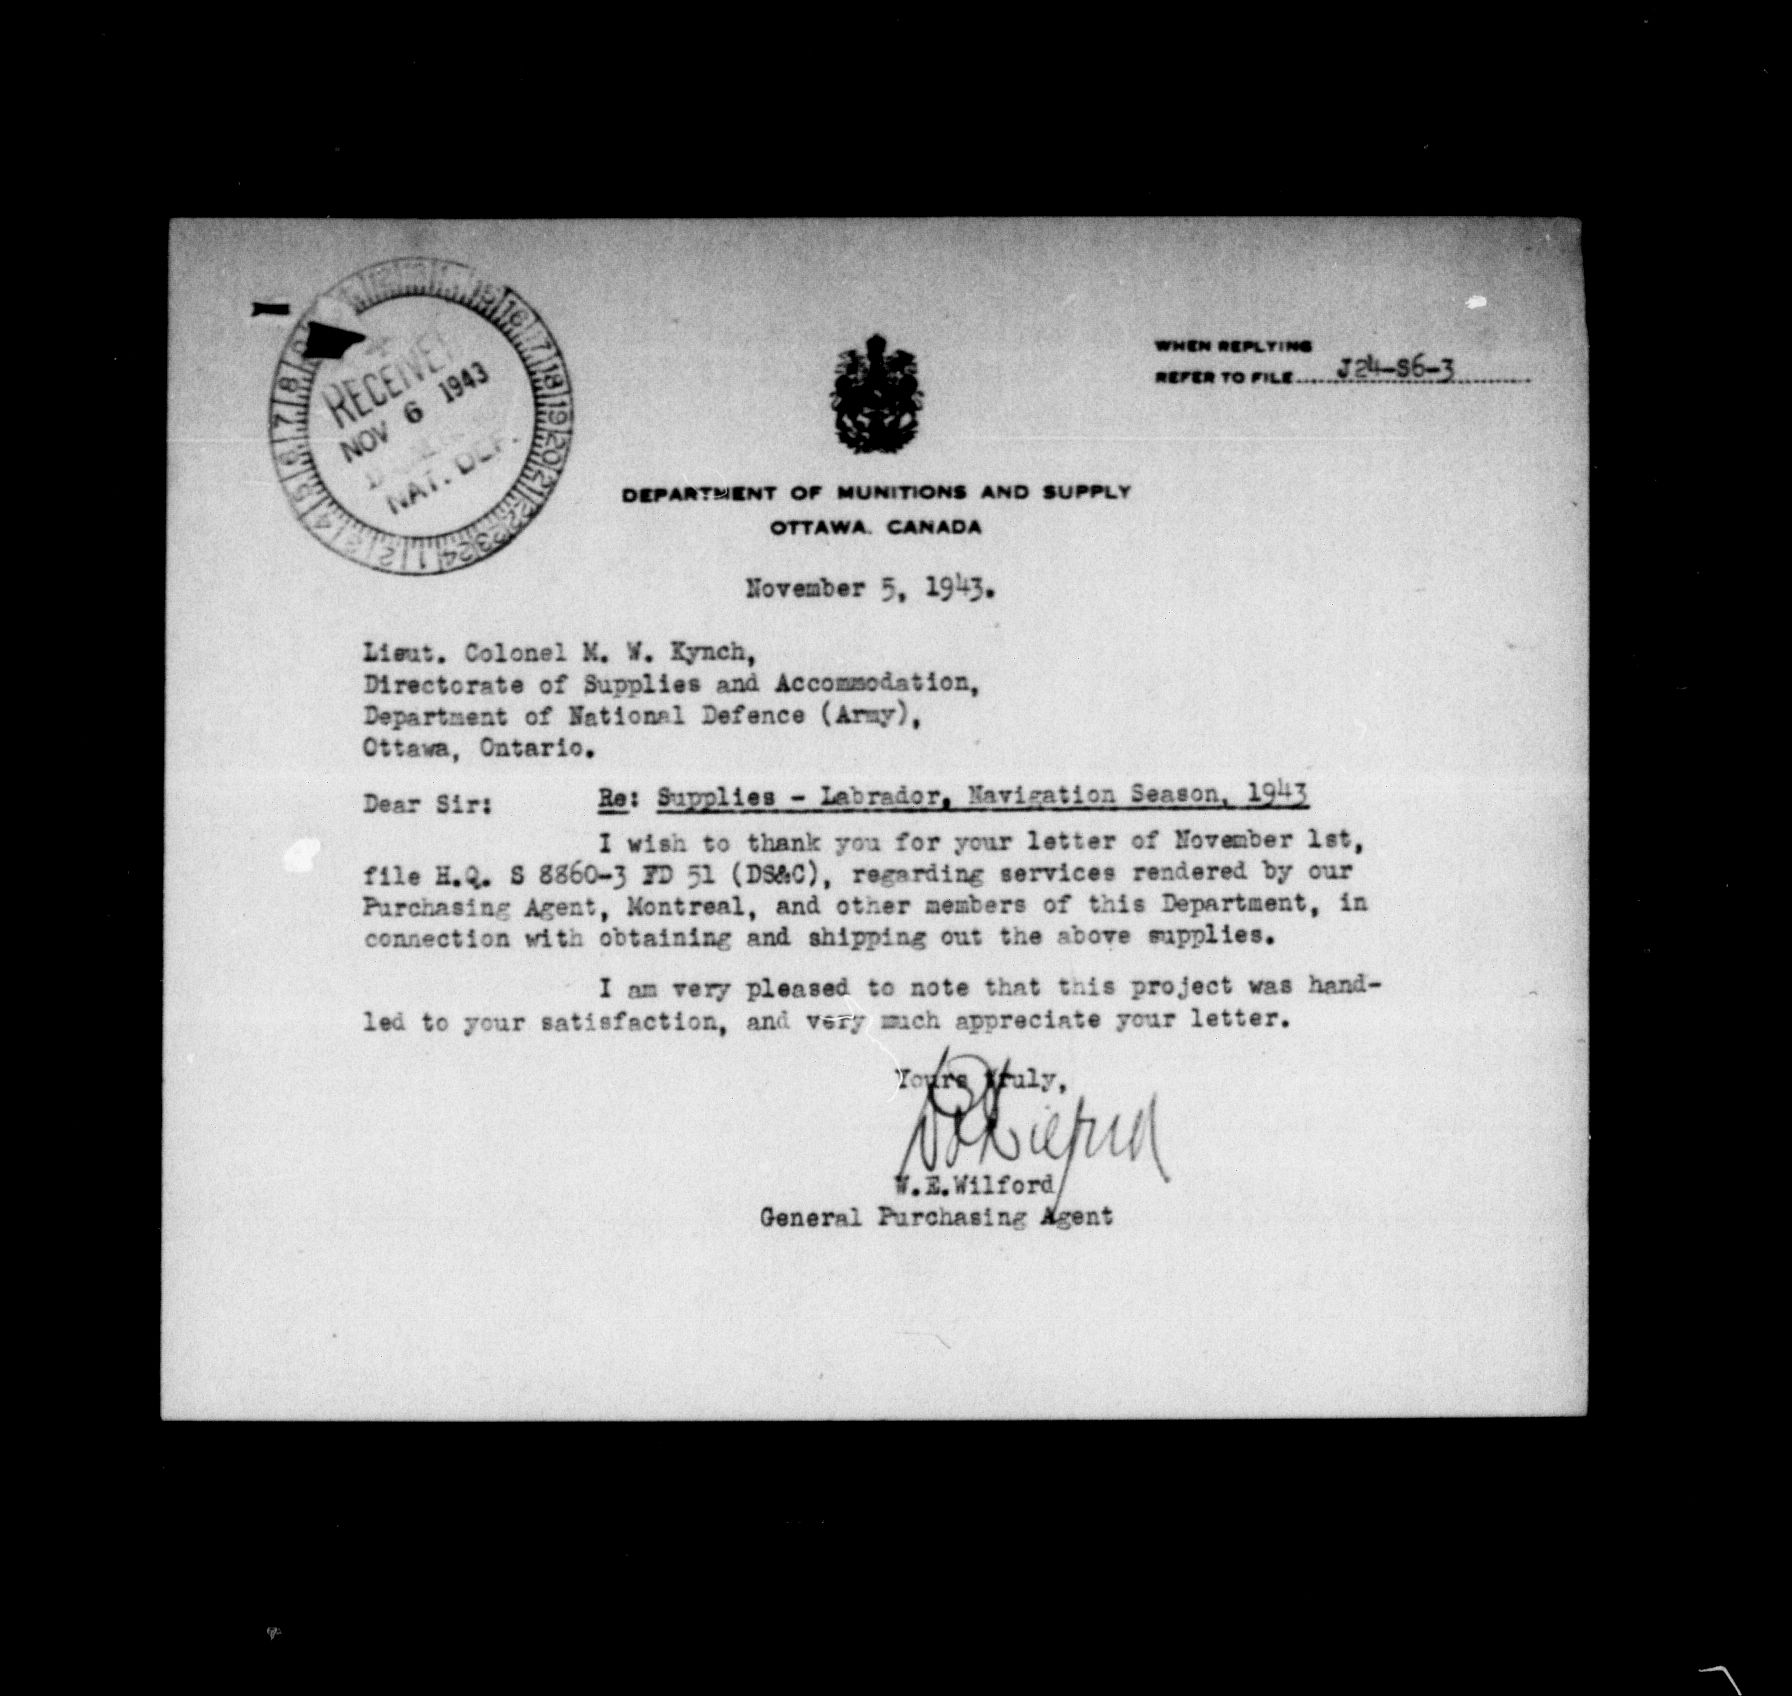 RECEIVED
NOV 6 1943
NAT. DEF.
WHEN REPLYING
REFER TO FILE J24-S6-3
DEPARTMENT OF MUNITIONS AND SUPPLY
OTTAWA. CANADA
November 5, 1943.
Lieut. Colonel M. W. Kynch,
Directorate of Supplies and Accommodation,
Department of National Defence (Army),
Ottawa, Ontario.
Dear Sir: Re: Supplies - Labrador, Navigation Season, 1943
I wish to thank you for your letter of November 1st,
file H.Q. S 8860-3 FD 51 (DS&C), regarding services rendered by our
Purchasing Agent, Montreal, and other members of this Department, in
connection with obtaining and shipping out the above supplies.
I am very pleased to note that this project was hand-
led to your satisfaction, and very much appreciate your letter.
Yours truly,
W.E.Wilford
General Purchasing Agent